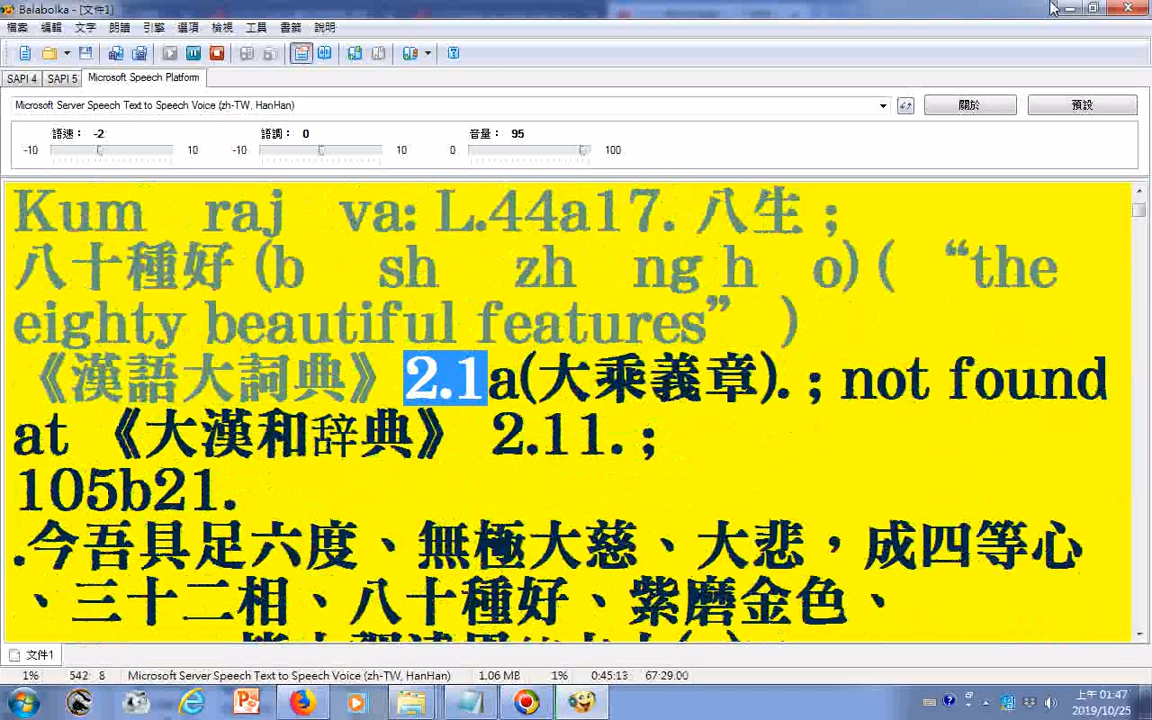 Balabolka - [文件1]
檔案 編輯 文字 朗讀 引擎 選項 檢視 工具 書籤 說明
SAPI 4 SAPI 5 Microsoft Speech Platform
Microsoft Server Speech Text to Speech Voice (zh-TW, HanHan) 關於 預設
語速： -2 語調： 0 音量： 95
-10 10 -10 10 0 100
Kum raj va: L.44a17. 八生；
八十種好 (b sh zh ng h o) ( “the
eighty beautiful features” )
《漢語大詞典》 2.1a(大乘義章). ; not found
at 《大漢和辞典》 2.11. ;
105b21.
.今吾具足六度、無極大慈、大悲，成四等心
、三十二相、八十種好、紫磨金色、
文件1
1% 542: 8 Microsoft Server Speech Text to Speech Voice (zh-TW, HanHan) 1.06 MB 1% 0:45:13 67:29.00
上午 01:47
2019/10/25